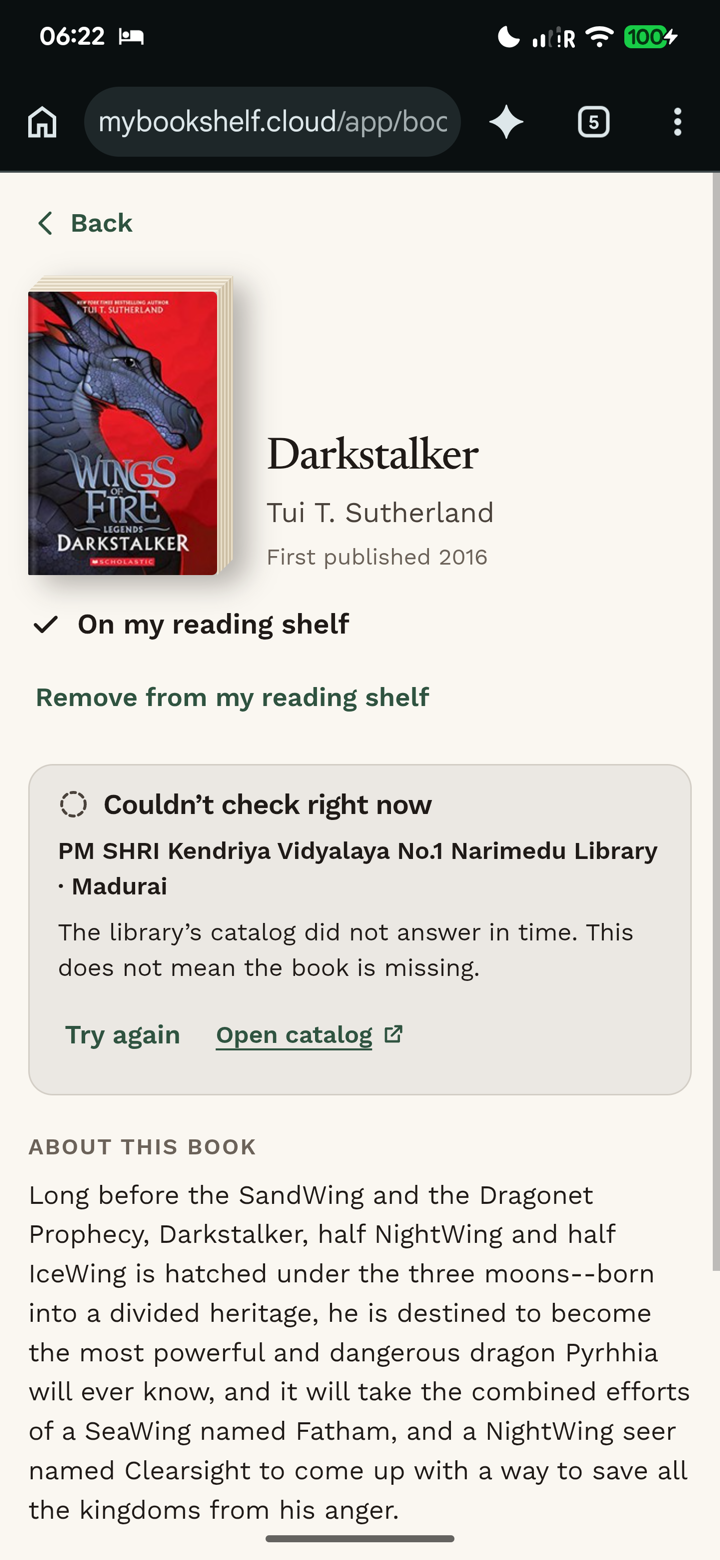 06:22
R
100
mybookshelf.cloud/app/boo
5
Back
NEW YORK TIMES BESTSELLING AUTHOR
TUI T. SUTHERLAND
WINGS
OF
FIRE
LEGENDS
DARKSTALKER
SCHOLASTIC
Darkstalker
Tui T. Sutherland
First published 2016
On my reading shelf
Remove from my reading shelf
Couldn’t check right now
PM SHRI Kendriya Vidyalaya No.1 Narimedu Library
· Madurai
The library’s catalog did not answer in time. This
does not mean the book is missing.
Try again Open catalog
ABOUT THIS BOOK
Long before the SandWing and the Dragonet
Prophecy, Darkstalker, half NightWing and half
IceWing is hatched under the three moons--born
into a divided heritage, he is destined to become
the most powerful and dangerous dragon Pyrhhia
will ever know, and it will take the combined efforts
of a SeaWing named Fatham, and a NightWing seer
named Clearsight to come up with a way to save all
the kingdoms from his anger.